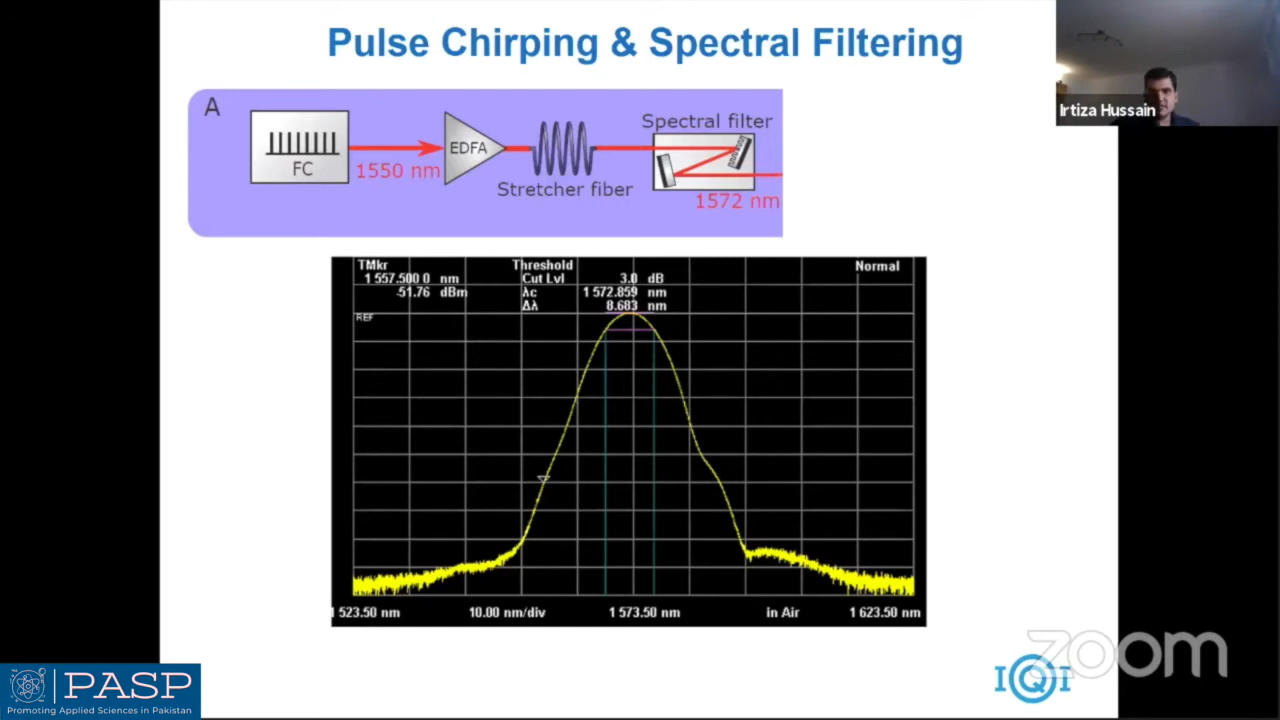 Pulse Chirping & Spectral Filtering
Irtiza Hussain
A
Spectral filter
FC
1550 nm
EDFA
Stretcher fiber
1572 nm
TMkr Threshold Normal
1 557.500 0 nm Cut Lvl 3.0 dB
-51.76 dBm λc 1 572.859 nm
Δλ 8.683 nm
REF
1 523.50 nm 10.00 nm/div 1 573.50 nm in Air 1 623.50 nm
zoom
IQI
PASP
Promoting Applied Sciences in Pakistan